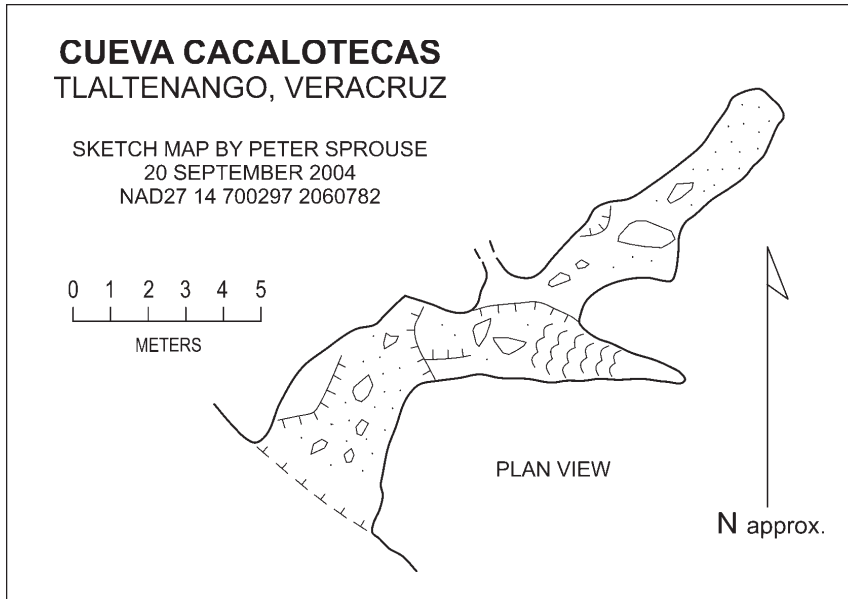 CUEVA CACALOTECAS
TLALTENANGO, VERACRUZ
SKETCH MAP BY PETER SPROUSE
20 SEPTEMBER 2004
NAD27 14 700297 2060782
0 1 2 3 4 5
METERS
PLAN VIEW
N approx.